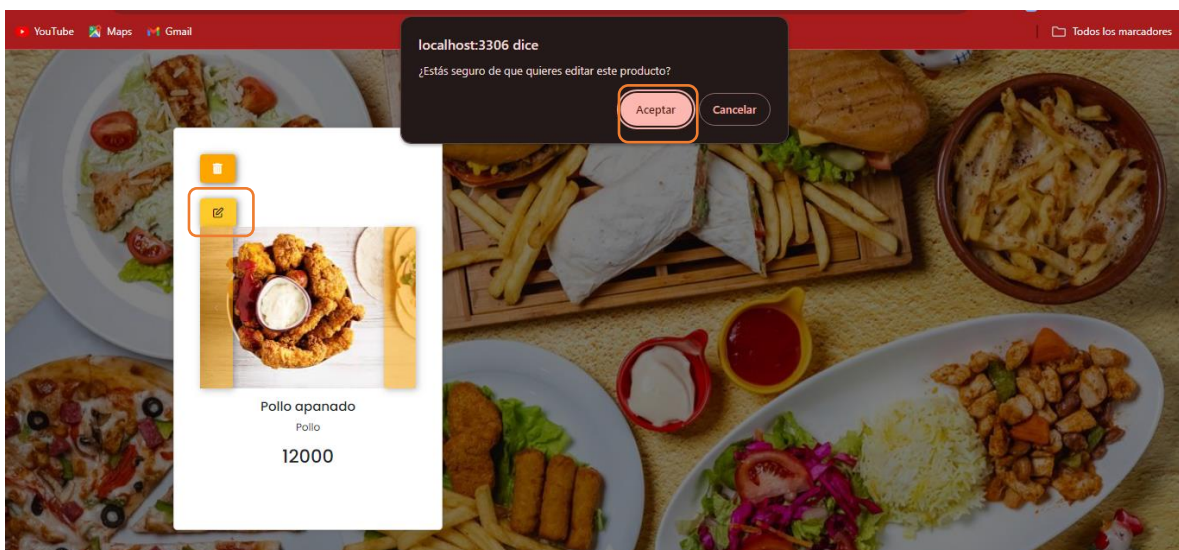 YouTube Maps Gmail
Todos los marcadores
localhost:3306 dice
¿Estás seguro de que quieres editar este producto?
Aceptar Cancelar
Pollo apanado
Pollo
12000